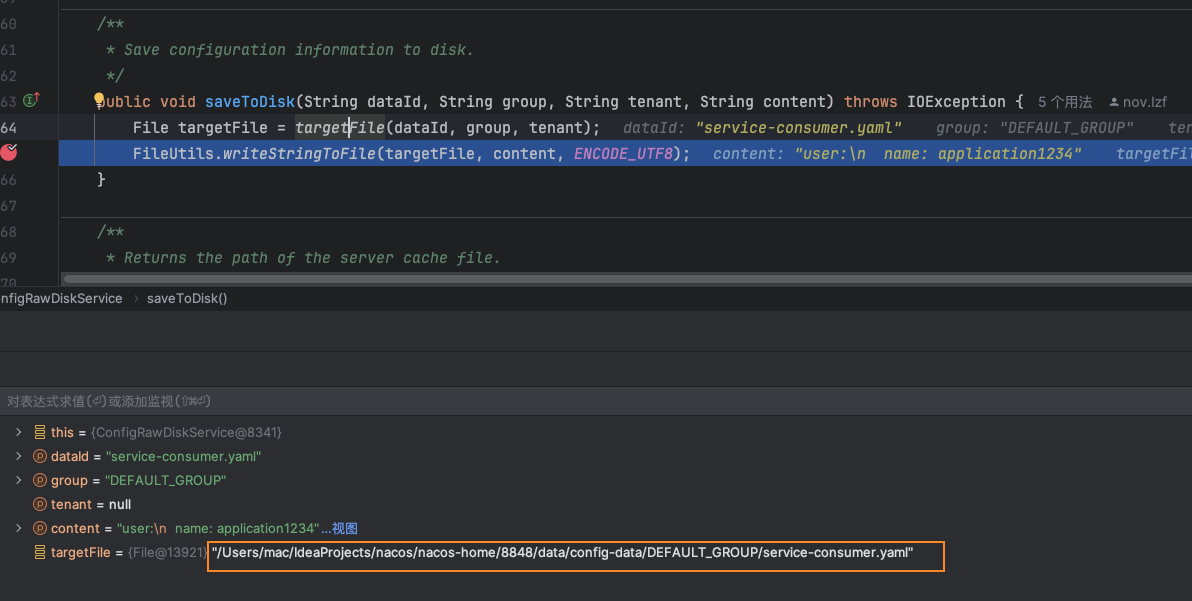 60 /**
61 * Save configuration information to disk.
62 */
63 public void saveToDisk(String dataId, String group, String tenant, String content) throws IOException { 5 个用法 nov.lzf
64 File targetFile = targetFile(dataId, group, tenant); dataId: "service-consumer.yaml" group: "DEFAULT_GROUP"
FileUtils.writeStringToFile(targetFile, content, ENCODE_UTF8); content: "user:\n  name: application1234"
66 }
67
68 /**
69 * Returns the path of the server cache file.
70
nfigRawDiskService › saveToDisk()
对表达式求值(⏎)或添加监视(⇧⌘⏎)
this = {ConfigRawDiskService@8341}
dataId = "service-consumer.yaml"
group = "DEFAULT_GROUP"
tenant = null
content = "user:\n  name: application1234"...视图
targetFile = {File@13921} "/Users/mac/IdeaProjects/nacos/nacos-home/8848/data/config-data/DEFAULT_GROUP/service-consumer.yaml"